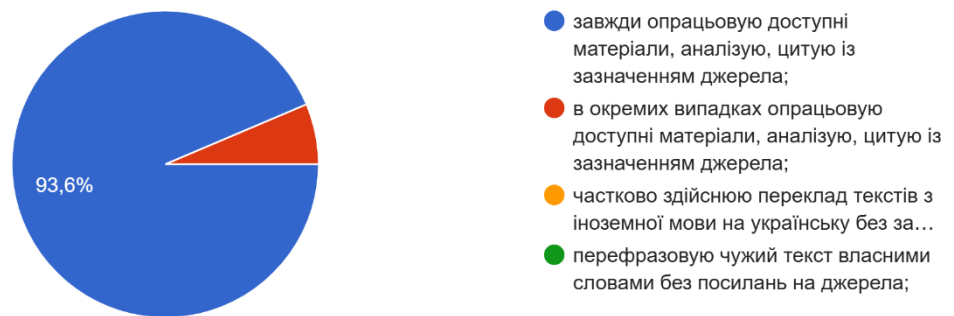 93,6%
завжди опрацьовую доступні
матеріали, аналізую, цитую із
зазначенням джерела;
в окремих випадках опрацьовую
доступні матеріали, аналізую, цитую із
зазначенням джерела;
частково здійснюю переклад текстів з
іноземної мови на українську без за…
перефразовую чужий текст власними
словами без посилань на джерела;